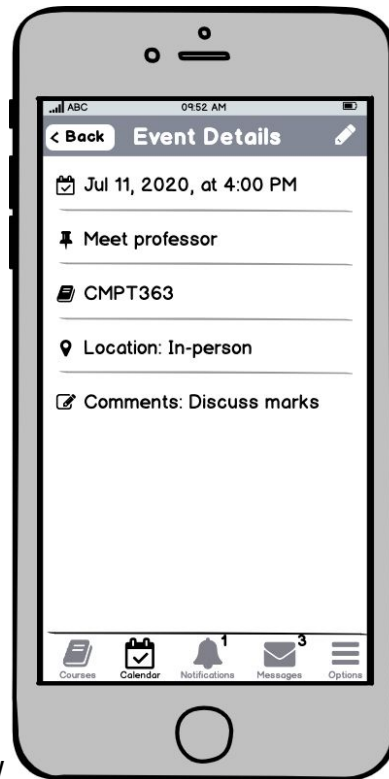 ABC 09:52 AM
< Back Event Details
Jul 11, 2020, at 4:00 PM
Meet professor
CMPT363
Location: In-person
Comments: Discuss marks
1 3
Courses Calendar Notifications Messages Options